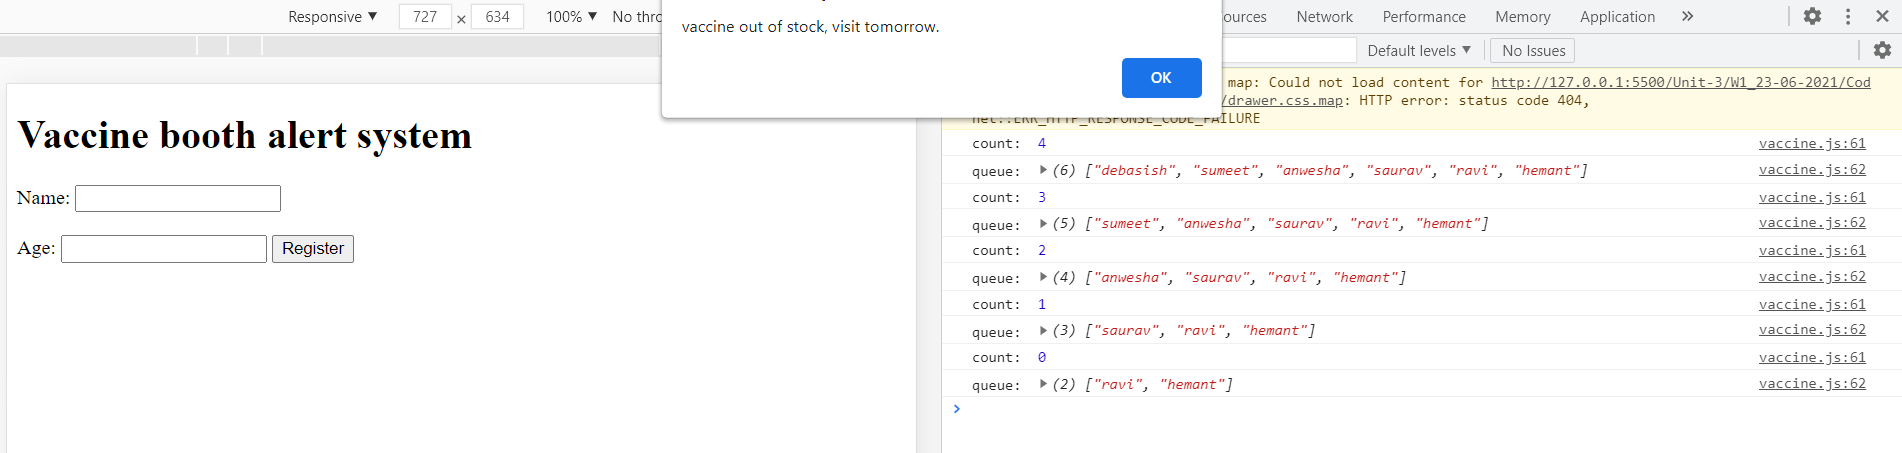 Responsive ▼ 727 × 634 100% ▼ No thro
vaccine out of stock, visit tomorrow.
OK
ources Network Performance Memory Application »
Default levels ▼ No Issues
Vaccine booth alert system
Name:
Age: Register
map: Could not load content for http://127.0.0.1:5500/Unit-3/W1_23-06-2021/Cod
/drawer.css.map: HTTP error: status code 404,
net::ERR_HTTP_RESPONSE_CODE_FAILURE
count: 4 vaccine.js:61
queue: ▶(6) ["debasish", "sumeet", "anwesha", "saurav", "ravi", "hemant"] vaccine.js:62
count: 3 vaccine.js:61
queue: ▶(5) ["sumeet", "anwesha", "saurav", "ravi", "hemant"] vaccine.js:62
count: 2 vaccine.js:61
queue: ▶(4) ["anwesha", "saurav", "ravi", "hemant"] vaccine.js:62
count: 1 vaccine.js:61
queue: ▶(3) ["saurav", "ravi", "hemant"] vaccine.js:62
count: 0 vaccine.js:61
queue: ▶(2) ["ravi", "hemant"] vaccine.js:62